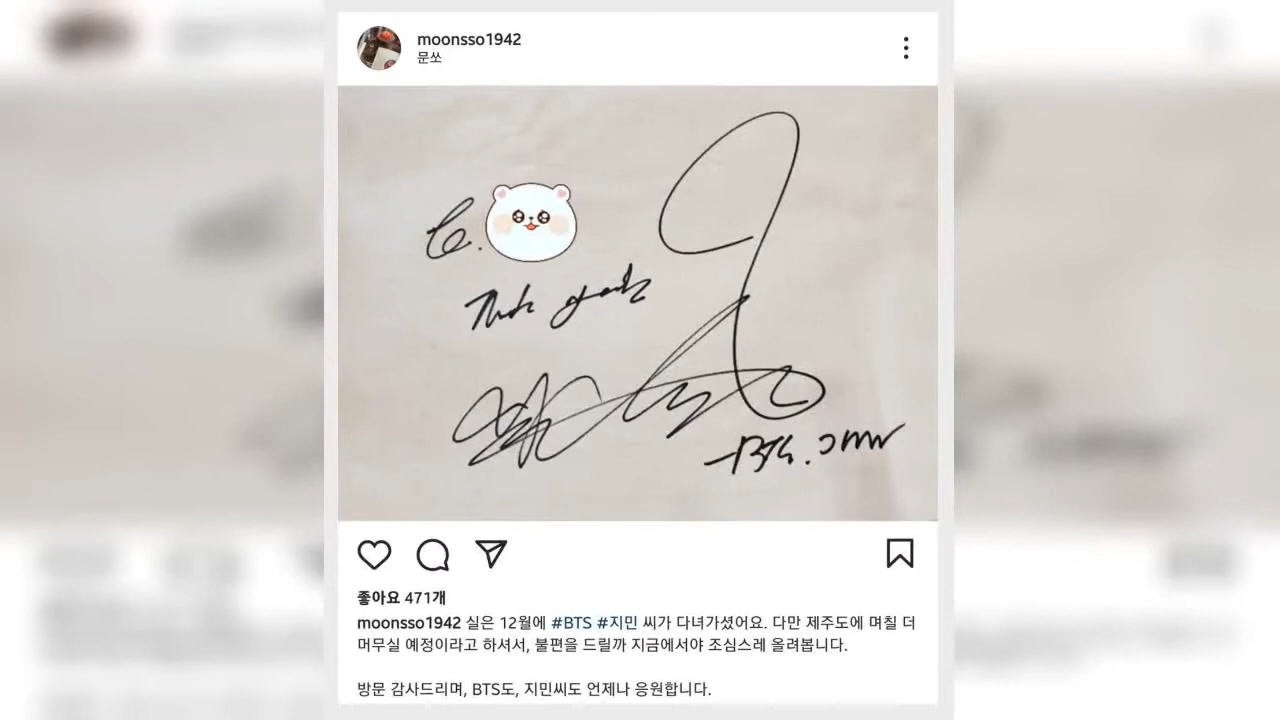 moonsso1942
문쏘
to.
-BTS. JMNV
좋아요 471개
moonsso1942 실은 12월에 #BTS #지민 씨가 다녀가셨어요. 다만 제주도에 며칠 더
머무실 예정이라고 하셔서, 불편을 드릴까 지금에서야 조심스레 올려봅니다.
방문 감사드리며, BTS도, 지민씨도 언제나 응원합니다.